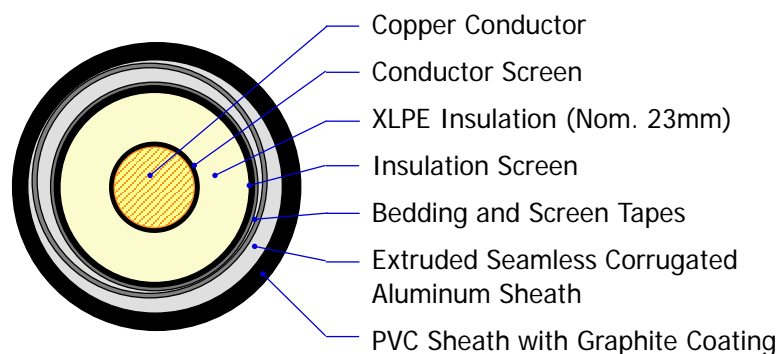 Copper Conductor
Conductor Screen
XLPE Insulation (Nom. 23mm)
Insulation Screen
Bedding and Screen Tapes
Extruded Seamless Corrugated
Aluminum Sheath
PVC Sheath with Graphite Coating